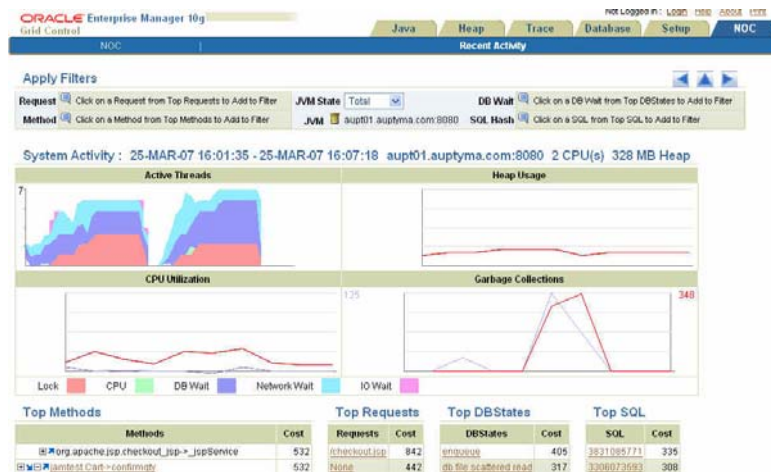 Not Logged in : Login Help About Print
ORACLE Enterprise Manager 10g
Grid Control
Java Heap Trace Database Setup NOC
NOC | Recent Activity
Apply Filters
Request Click on a Request from Top Requests to Add to Filter JVM State Total DB Wait Click on a DB Wait from Top DBStates to Add to Filter
Method Click on a Method from Top Methods to Add to Filter JVM aupt01.auptyma.com:8080 SQL Hash Click on a SQL from Top SQL to Add to Filter
System Activity : 25-MAR-07 16:01:35 - 25-MAR-07 16:07:18 aupt01.auptyma.com:8080 2 CPU(s) 328 MB Heap
Active Threads Heap Usage
7
CPU Utilization Garbage Collections
125 348
Lock CPU DB Wait Network Wait IO Wait
Top Methods Top Requests Top DBStates Top SQL
Methods Cost Requests Cost DBStates Cost SQL Cost
org.apache.jsp.checkout_jsp->_jspService 532 /checkout.jsp 842 enqueue 405 3831085771 335
jamtest.Cart->confirmqty 532 None 442 db file scattered read 317 3306073593 308